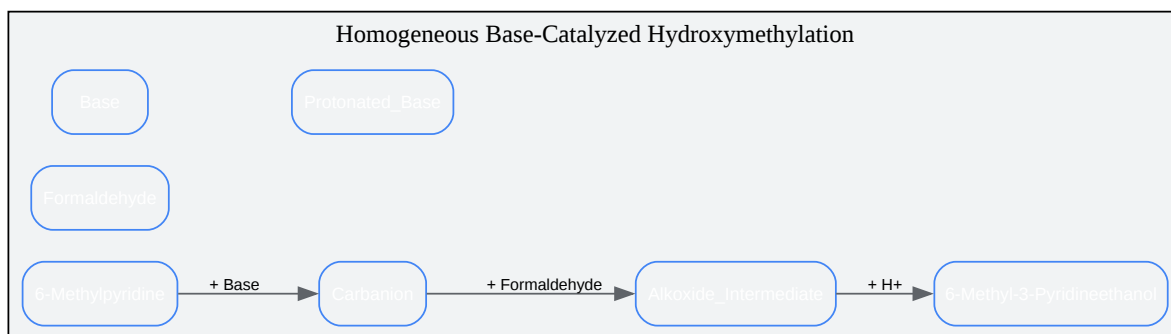 Homogeneous Base-Catalyzed Hydroxymethylation
Base
Protonated_Base
Formaldehyde
6-Methylpyridine
+ Base
Carbanion
+ Formaldehyde
Alkoxide_Intermediate
+ H+
6-Methyl-3-Pyridineethanol